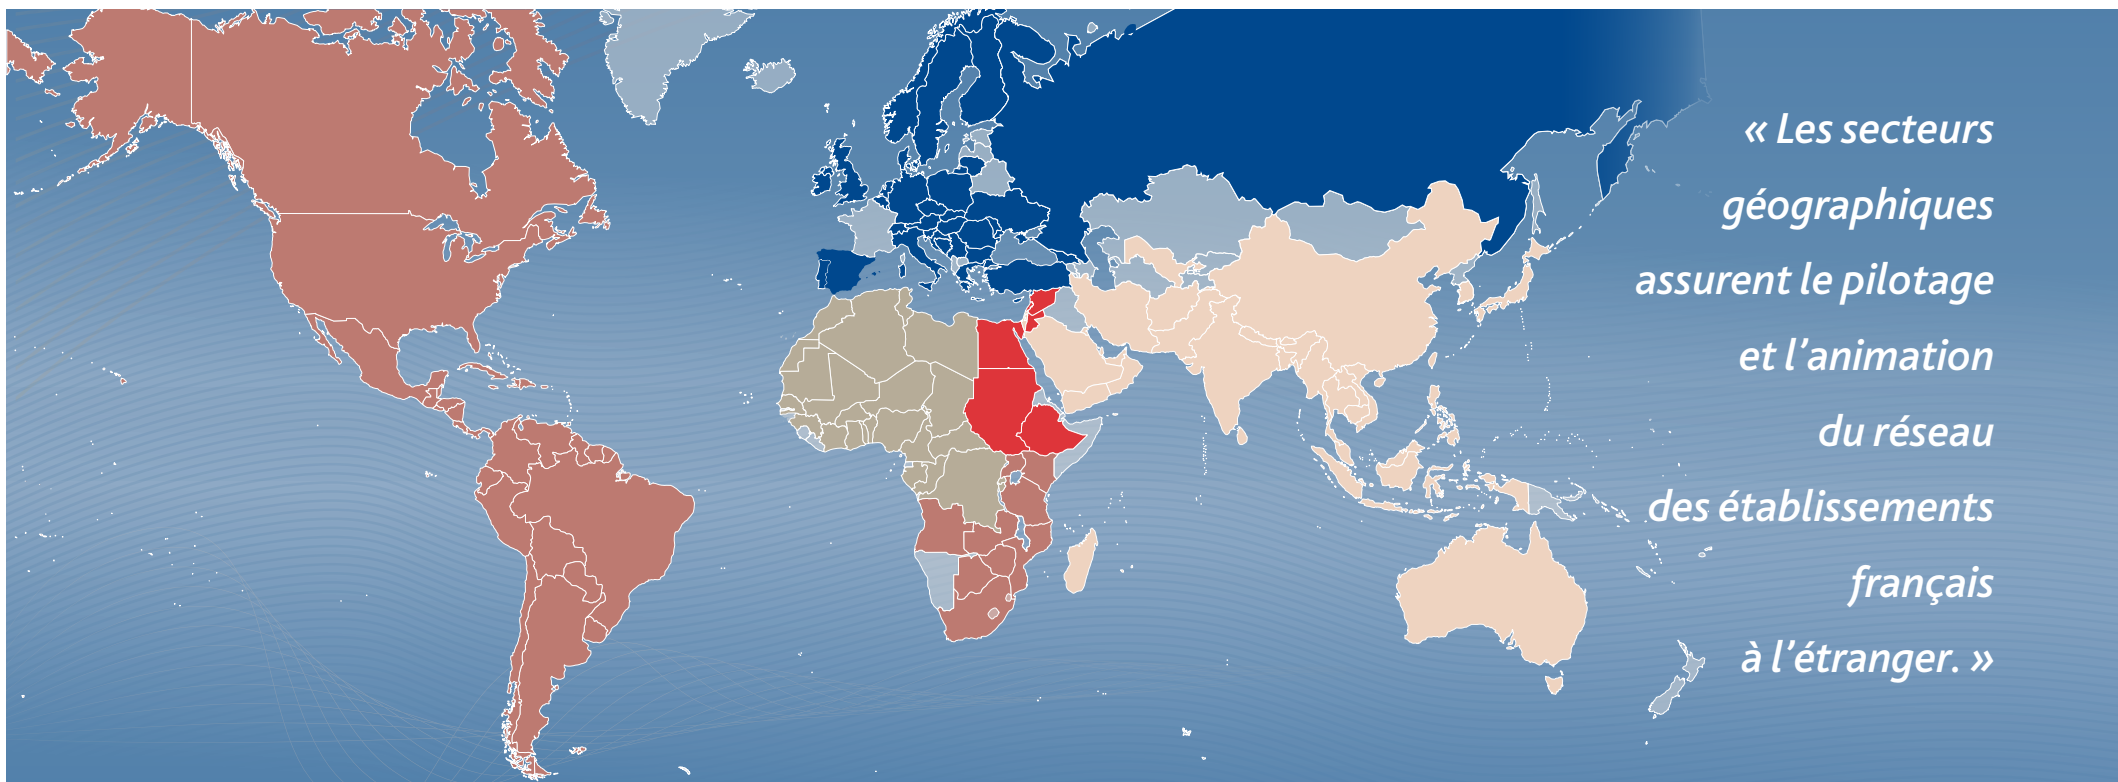 « Les secteurs
géographiques
assurent le pilotage
et l'animation
du réseau
des établissements
français
à l'étranger. »